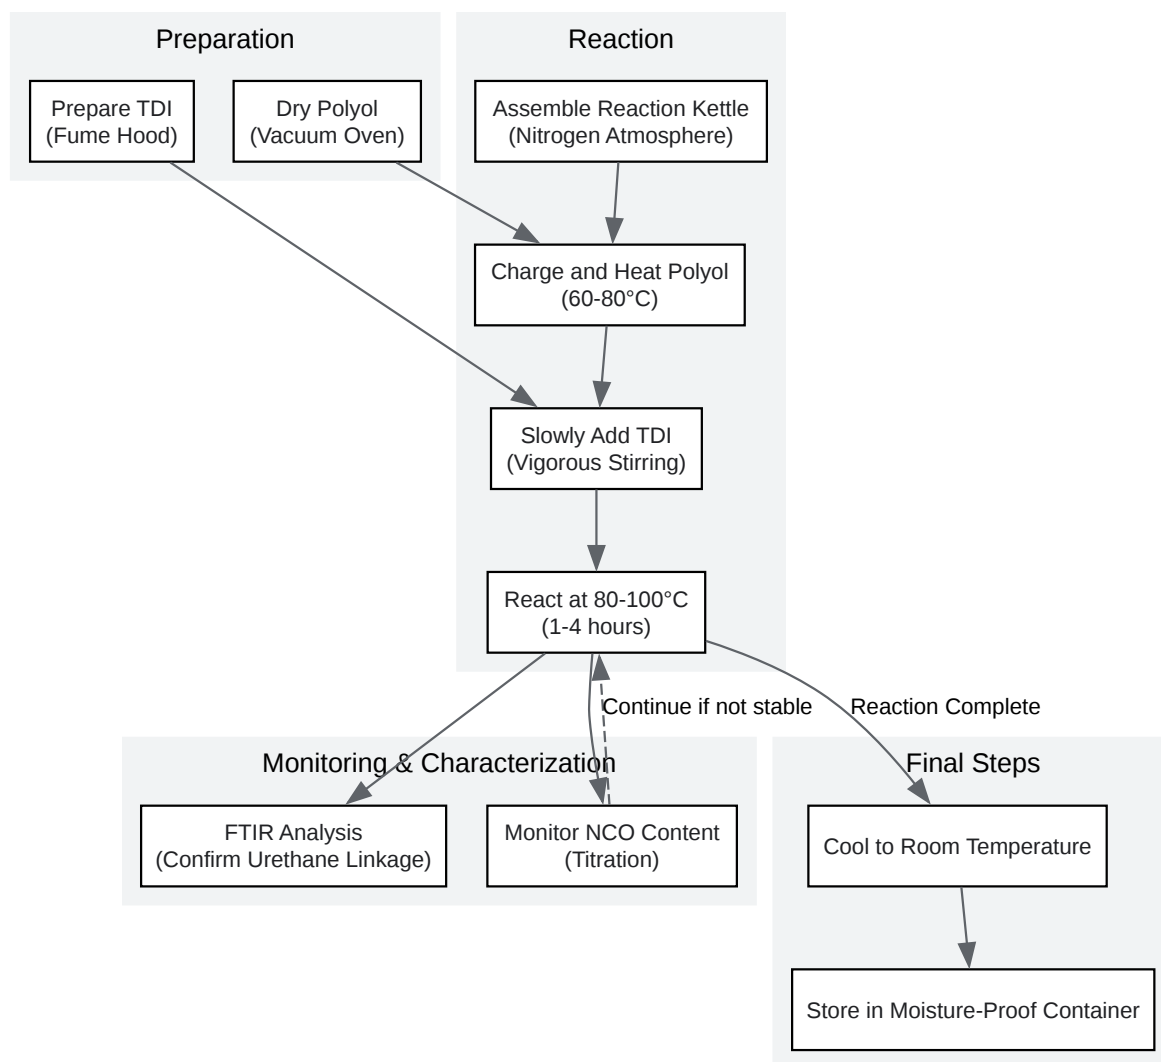 Preparation
Reaction
Prepare TDI
(Fume Hood)
Dry Polyol
(Vacuum Oven)
Assemble Reaction Kettle
(Nitrogen Atmosphere)
Charge and Heat Polyol
(60-80°C)
Slowly Add TDI
(Vigorous Stirring)
React at 80-100°C
(1-4 hours)
Continue if not stable
Reaction Complete
Monitoring & Characterization
Final Steps
FTIR Analysis
(Confirm Urethane Linkage)
Monitor NCO Content
(Titration)
Cool to Room Temperature
Store in Moisture-Proof Container